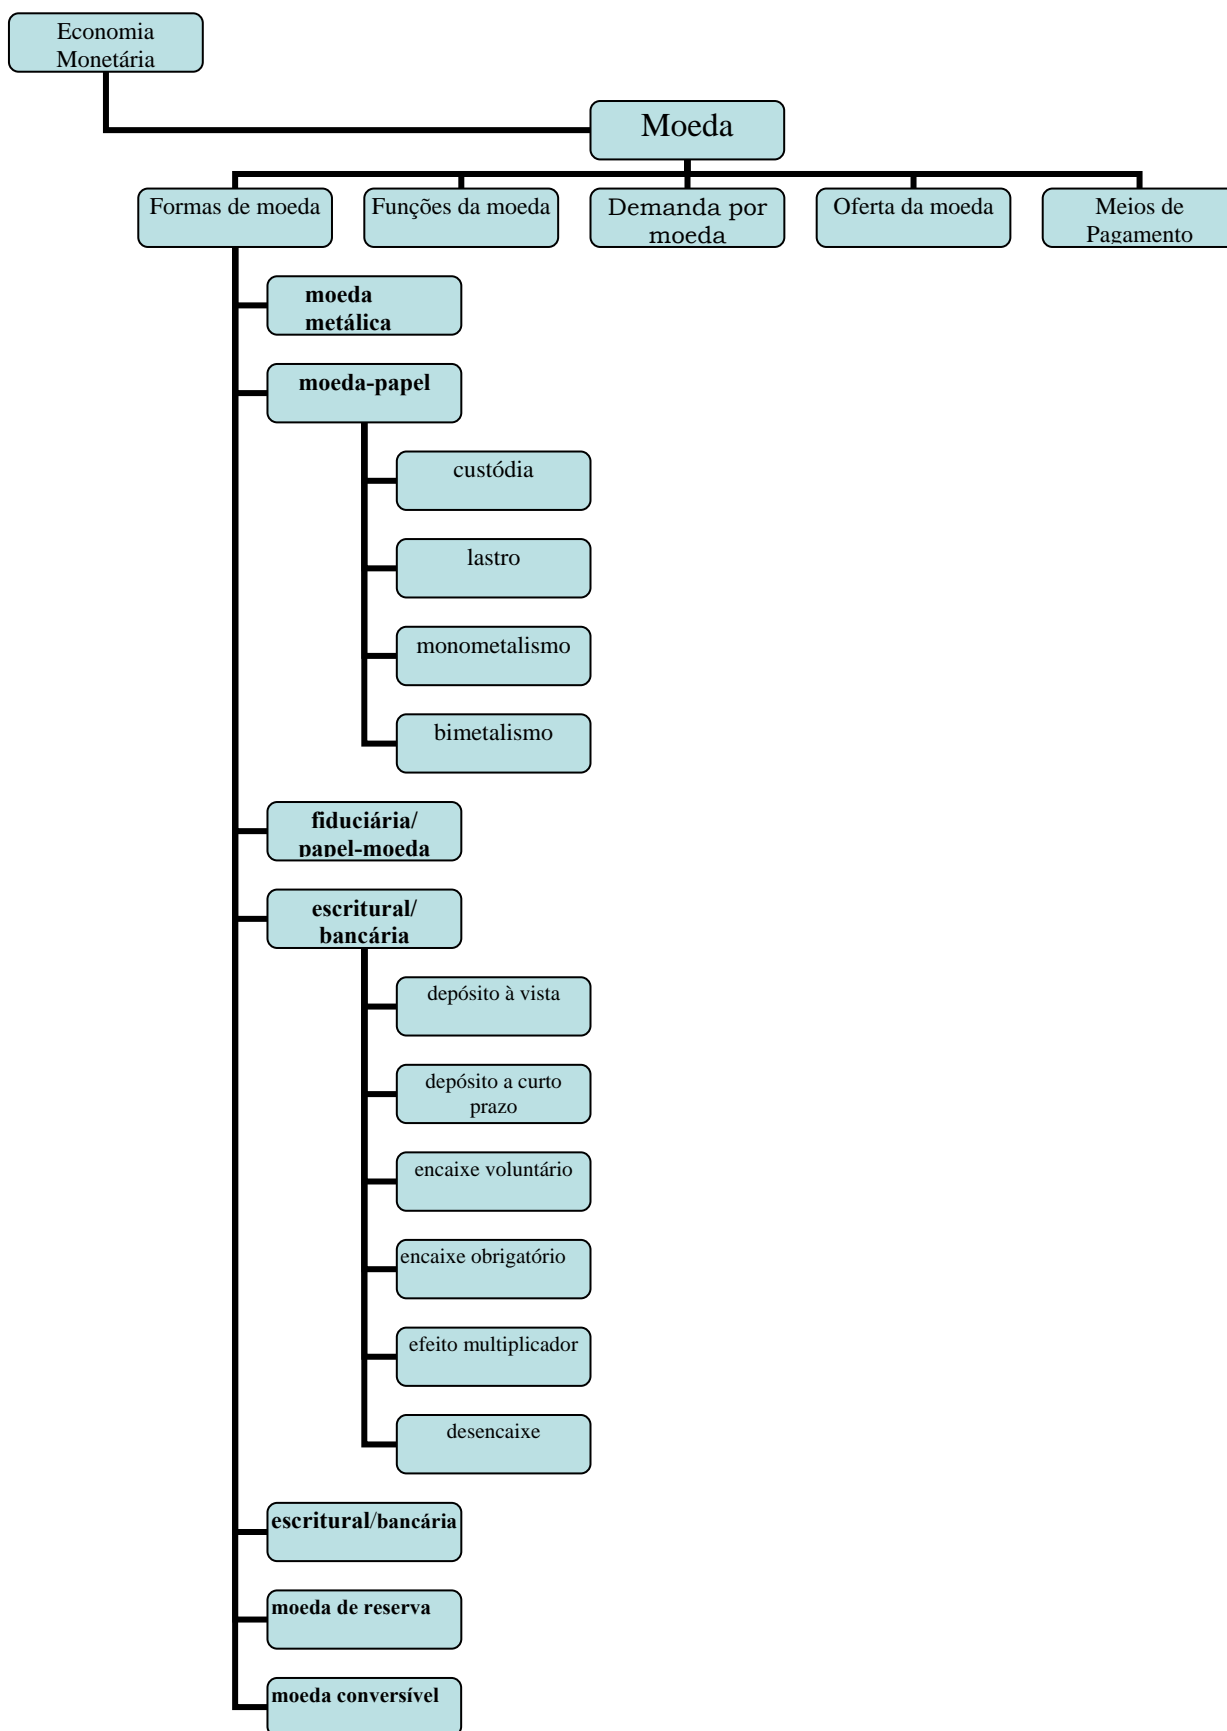 Economia
Monetária
Moeda
Formas de moeda
Funções da moeda
Demanda por
moeda
Oferta da moeda
Meios de
Pagamento
moeda
metálica
moeda-papel
custódia
lastro
monometalismo
bimetalismo
fiduciária/
papel-moeda
escritural/
bancária
depósito à vista
depósito a curto
prazo
encaixe voluntário
encaixe obrigatório
efeito multiplicador
desencaixe
escritural/bancária
moeda de reserva
moeda conversível